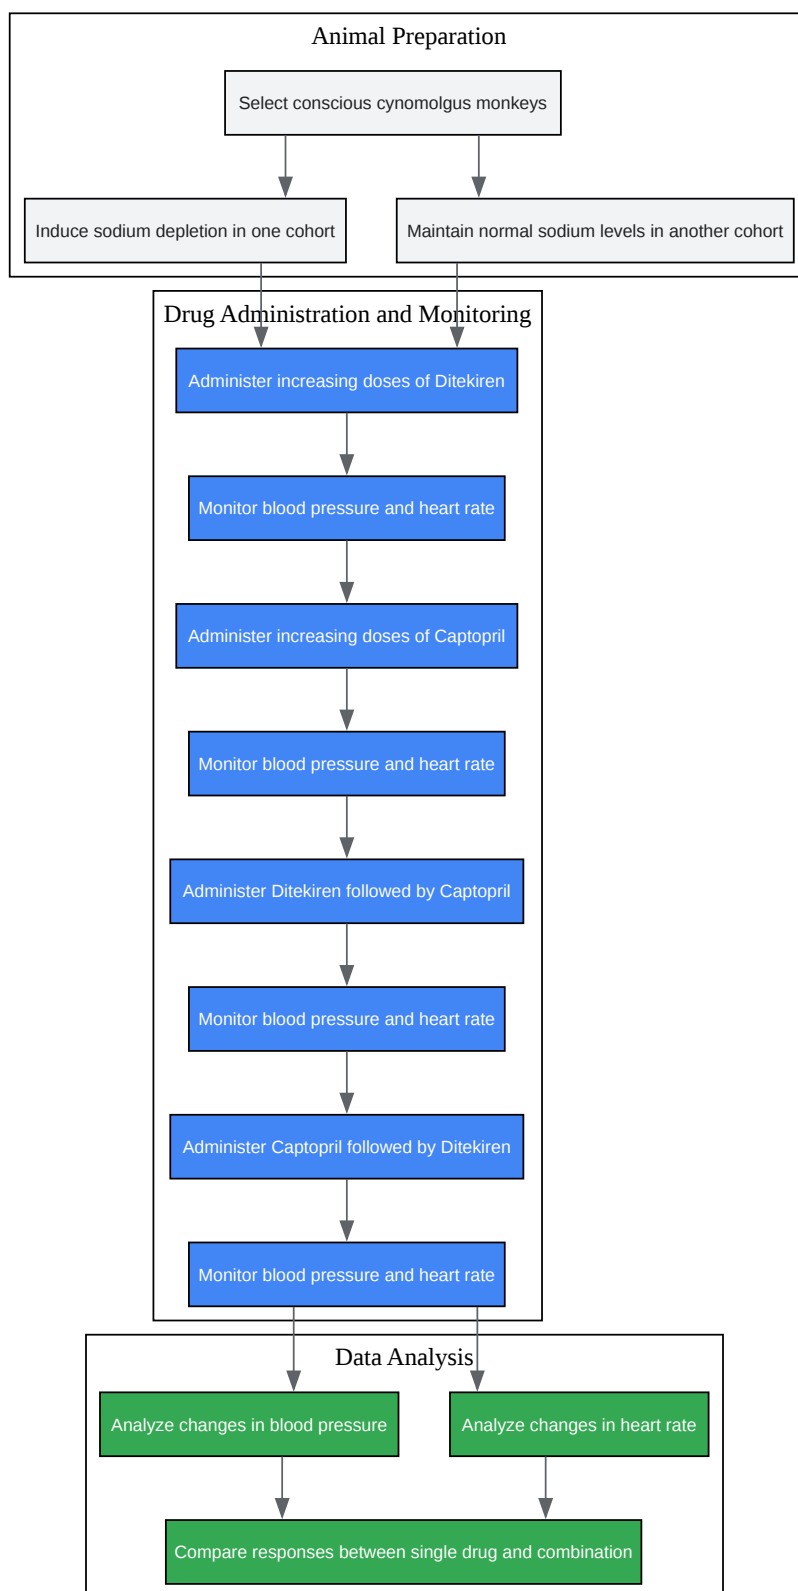 Animal Preparation
Select conscious cynomolgus monkeys
Induce sodium depletion in one cohort
Maintain normal sodium levels in another cohort
Drug Administration and Monitoring
Administer increasing doses of Ditekiren
Monitor blood pressure and heart rate
Administer increasing doses of Captopril
Monitor blood pressure and heart rate
Administer Ditekiren followed by Captopril
Monitor blood pressure and heart rate
Administer Captopril followed by Ditekiren
Monitor blood pressure and heart rate
Data Analysis
Analyze changes in blood pressure
Analyze changes in heart rate
Compare responses between single drug and combination